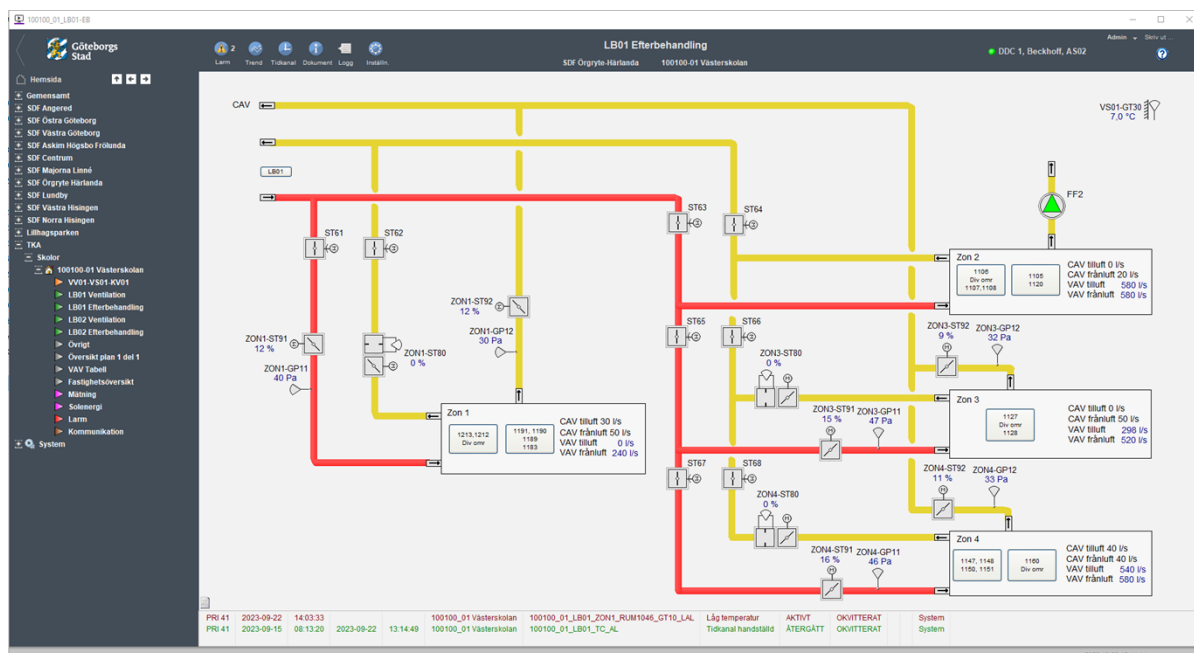 100100_01_LB01-EB
Göteborgs
Stad
2
Larm
Trend
Tidkanal
Dokument
Logg
Inställn.
LB01 Efterbehandling
SDF Örgryte-Härlanda
100100-01 Västerskolan
DDC 1, Beckhoff, AS02
Admin
Skriv ut ...
Hemsida
Gemensamt
SDF Angered
SDF Östra Göteborg
SDF Västra Göteborg
SDF Askim Högsbo Frölunda
SDF Centrum
SDF Majorna Linné
SDF Örgryte Härlanda
SDF Lundby
SDF Västra Hisingen
SDF Norra Hisingen
Lillhagsparken
TKA
Skolor
100100-01 Västerskolan
VV01-VS01-KV01
LB01 Ventilation
LB01 Efterbehandling
LB02 Ventilation
LB02 Efterbehandling
Övrigt
Översikt plan 1 del 1
VAV Tabell
Fastighetsöversikt
Mätning
Solenergi
Larm
Kommunikation
System
CAV
VS01-GT30
7,0 °C
LB01
FF2
ST61
ST62
ST63
ST64
Zon 2
1106
Div omr
1107,1108
1105
1120
CAV tilluft 0 l/s
CAV frånluft 20 l/s
VAV tilluft 580 l/s
VAV frånluft 580 l/s
ZON1-ST92
12 %
ZON1-GP12
30 Pa
ZON1-ST91
12 %
ZON1-GP11
40 Pa
ZON1-ST80
0 %
ST65
ST66
ZON3-ST92
9 %
ZON3-GP12
32 Pa
ZON3-ST80
0 %
ZON3-ST91
15 %
ZON3-GP11
47 Pa
Zon 1
1213,1212
Div omr
1191, 1190
1189
1183
CAV tilluft 30 l/s
CAV frånluft 50 l/s
VAV tilluft 0 l/s
VAV frånluft 240 l/s
Zon 3
1127
Div omr
1128
CAV tilluft 0 l/s
CAV frånluft 50 l/s
VAV tilluft 298 l/s
VAV frånluft 520 l/s
ST67
ST68
ZON4-ST92
11 %
ZON4-GP12
33 Pa
ZON4-ST80
0 %
ZON4-ST91
16 %
ZON4-GP11
46 Pa
Zon 4
1147, 1148
1150, 1151
1160
Div omr
CAV tilluft 40 l/s
CAV frånluft 40 l/s
VAV tilluft 540 l/s
VAV frånluft 580 l/s
PRI 41 2023-09-22 14:03:33 100100_01 Västerskolan 100100_01_LB01_ZON1_RUM1046_GT10_LAL Låg temperatur AKTIVT OKVITTERAT System
PRI 41 2023-09-15 08:13:20 2023-09-22 13:14:49 100100_01 Västerskolan 100100_01_LB01_TC_AL Tidkanal handställd ÅTERGÅTT OKVITTERAT System